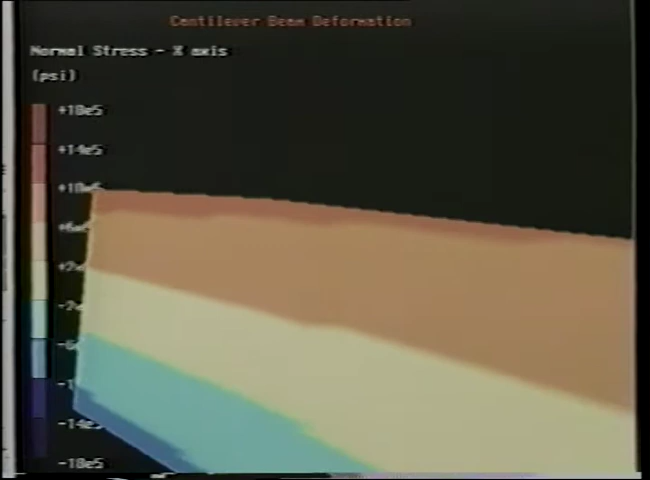 Cantilever Beam Deformation
Normal Stress - X axis
(psi)
+18e5
+14e5
+10e5
-14e5
-18e5